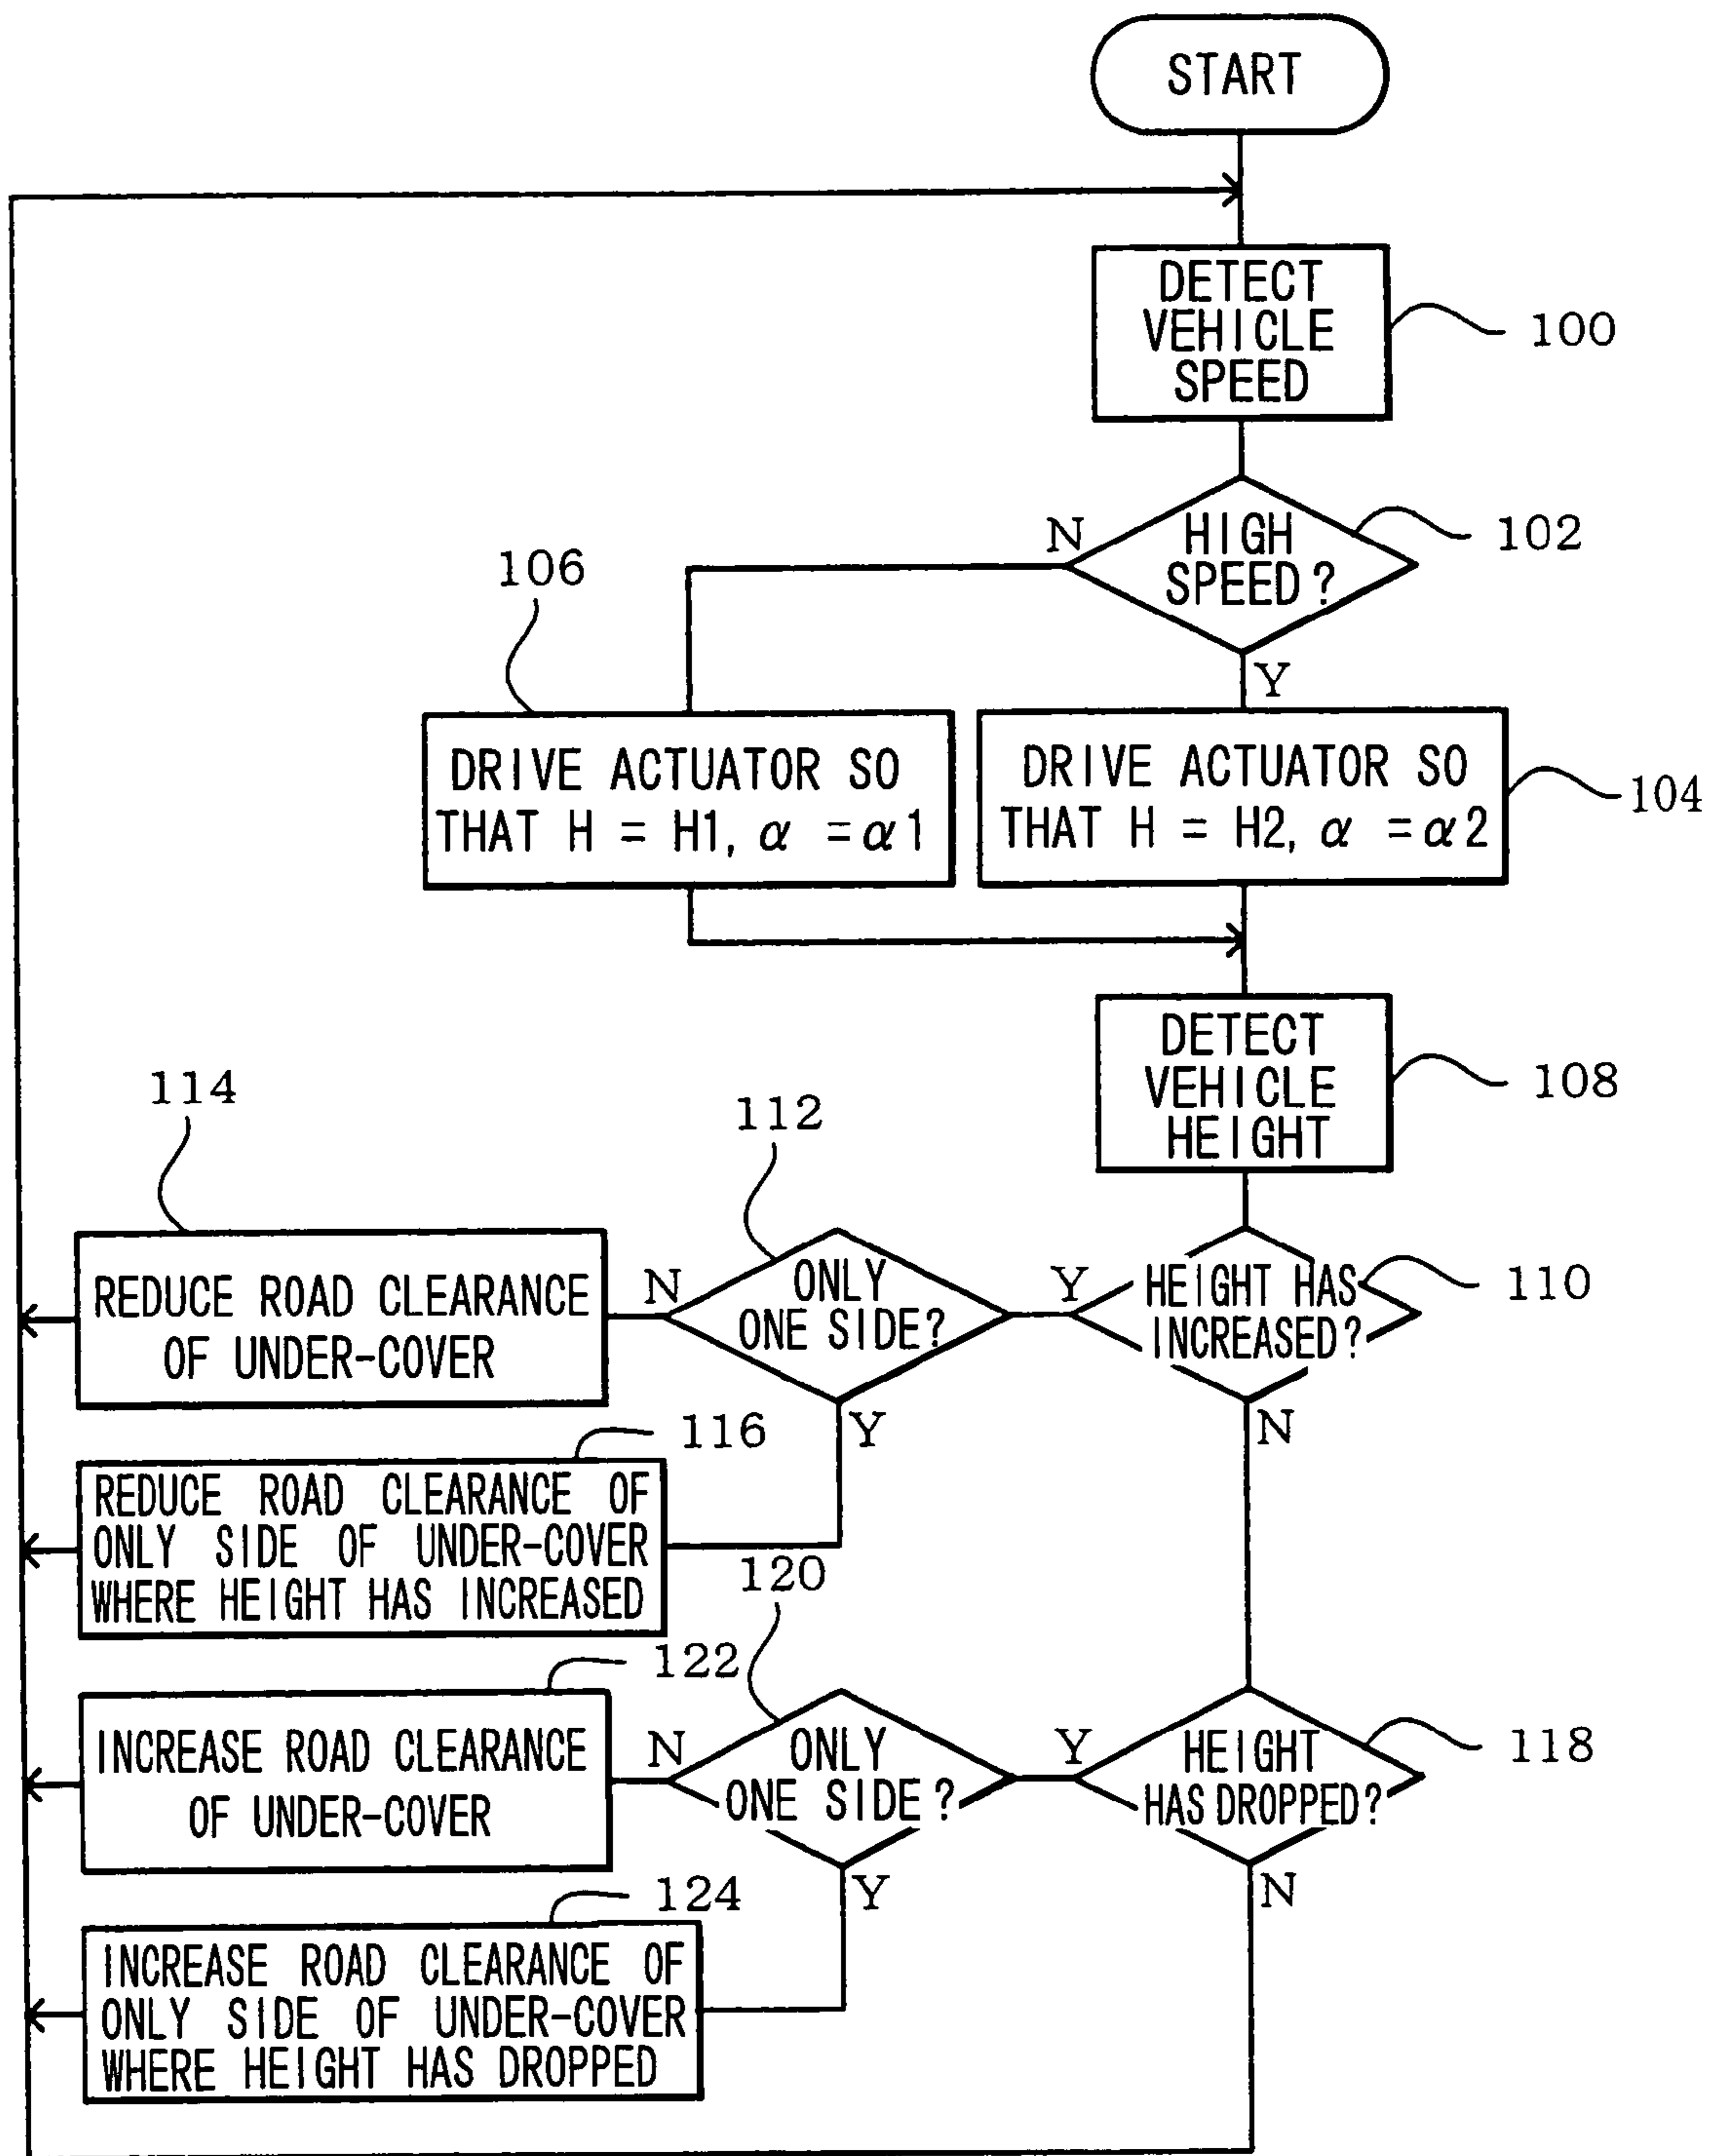 START
DETECT
VEHICLE
SPEED
100
HIGH
SPEED?
102
N
Y
106
DRIVE ACTUATOR SO
THAT H = H1, α = α1
DRIVE ACTUATOR SO
THAT H = H2, α = α2
104
DETECT
VEHICLE
HEIGHT
108
HEIGHT HAS
INCREASED?
110
Y
N
112
ONLY
ONE SIDE?
N
Y
114
REDUCE ROAD CLEARANCE
OF UNDER-COVER
116
REDUCE ROAD CLEARANCE OF
ONLY SIDE OF UNDER-COVER
WHERE HEIGHT HAS INCREASED
HEIGHT
HAS DROPPED?
118
Y
N
120
ONLY
ONE SIDE?
N
Y
122
INCREASE ROAD CLEARANCE
OF UNDER-COVER
124
INCREASE ROAD CLEARANCE OF
ONLY SIDE OF UNDER-COVER
WHERE HEIGHT HAS DROPPED